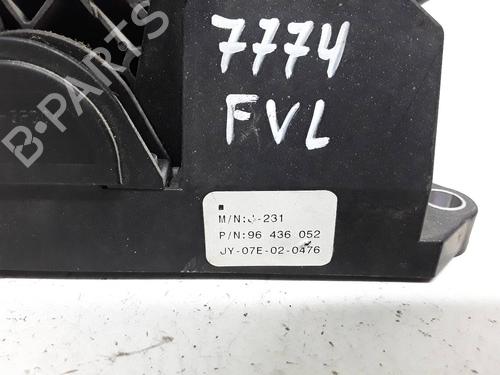 7774
FVL
M/N:J-231
P/N:96 436 052
JY-07E-02-0476
B-PARTS